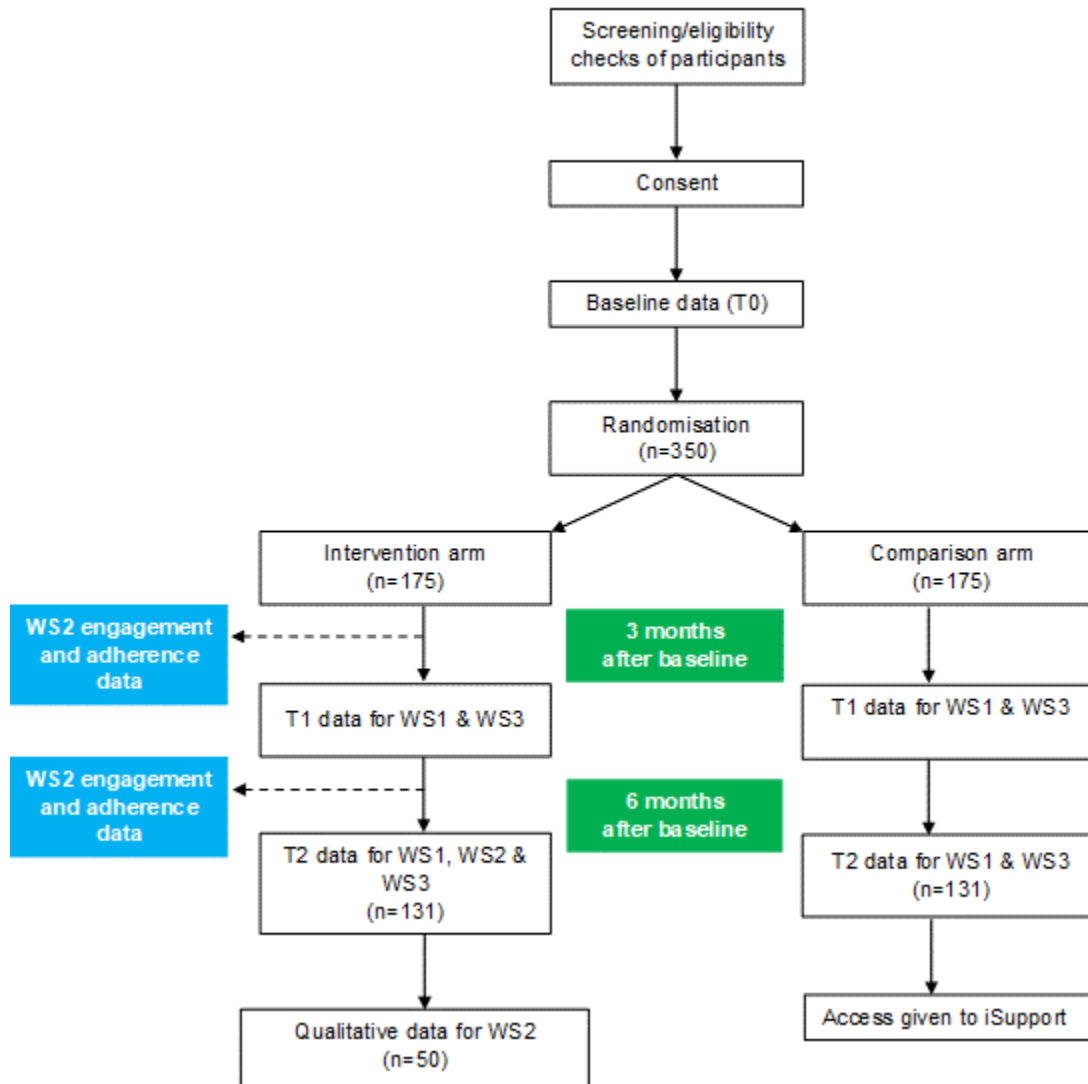 Screening/eligibility
checks of participants
Consent
Baseline data (T0)
Randomisation
(n=350)
Intervention arm
(n=175)
Comparison arm
(n=175)
WS2 engagement
and adherence
data
3 months
after baseline
T1 data for WS1 & WS3
T1 data for WS1 & WS3
WS2 engagement
and adherence
data
6 months
after baseline
T2 data for WS1, WS2 &
WS3
(n=131)
T2 data for WS1 & WS3
(n=131)
Qualitative data for WS2
(n=50)
Access given to iSupport